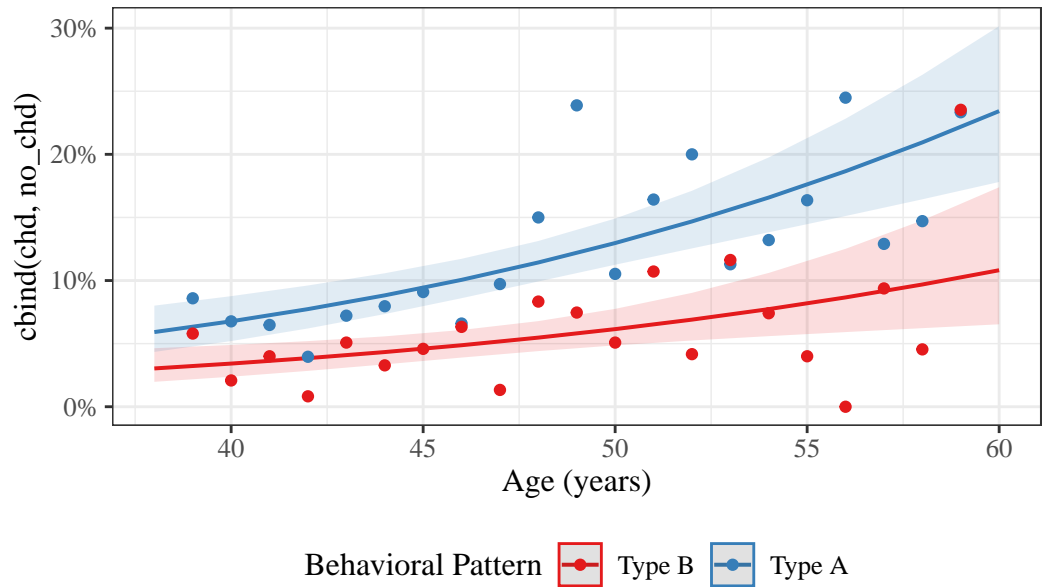 30%
20%
10%
0%
cbind(chd, no_chd)
40 45 50 55 60
Age (years)
Behavioral Pattern Type B Type A